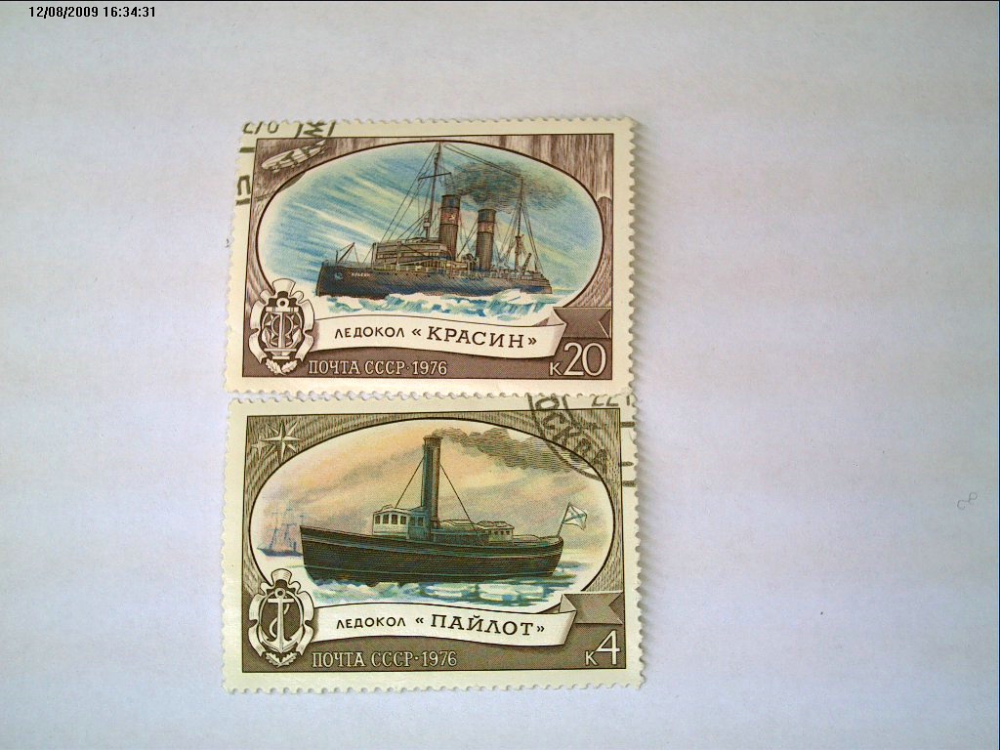 12/08/2009 16:34:31
ЛЕДОКОЛ «КРАСИН»
ПОЧТА СССР·1976
К20
ЛЕДОКОЛ «ПАЙЛОТ»
ПОЧТА СССР·1976
К4